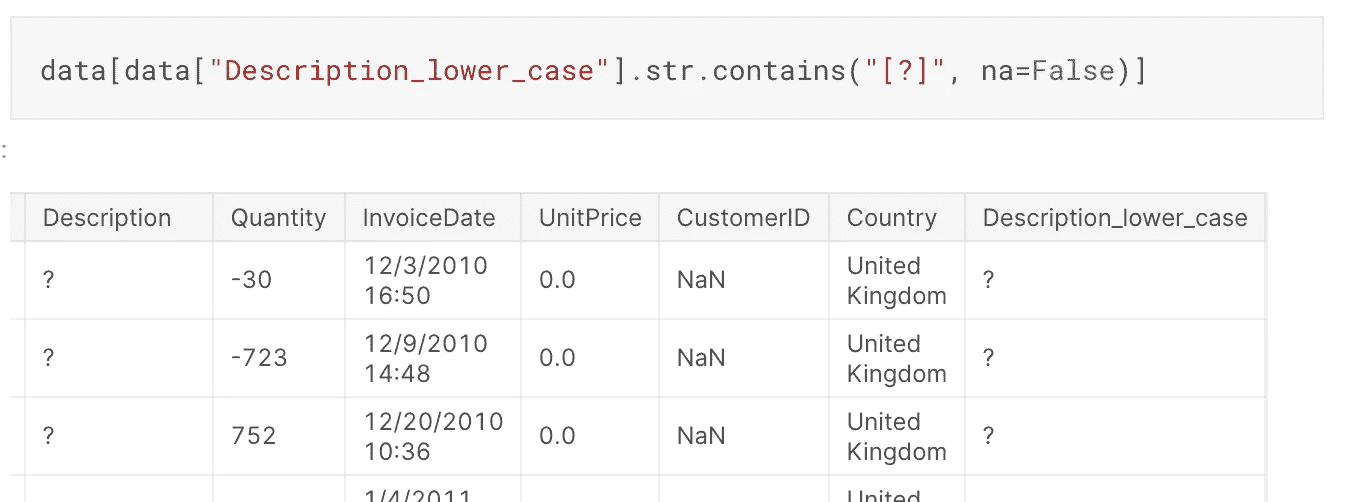 data[data["Description_lower_case"].str.contains("[?]", na=False)]
:
Description Quantity InvoiceDate UnitPrice CustomerID Country Description_lower_case
? -30 12/3/2010 16:50 0.0 NaN United Kingdom ?
? -723 12/9/2010 14:48 0.0 NaN United Kingdom ?
? 752 12/20/2010 10:36 0.0 NaN United Kingdom ?
1/4/2011 United